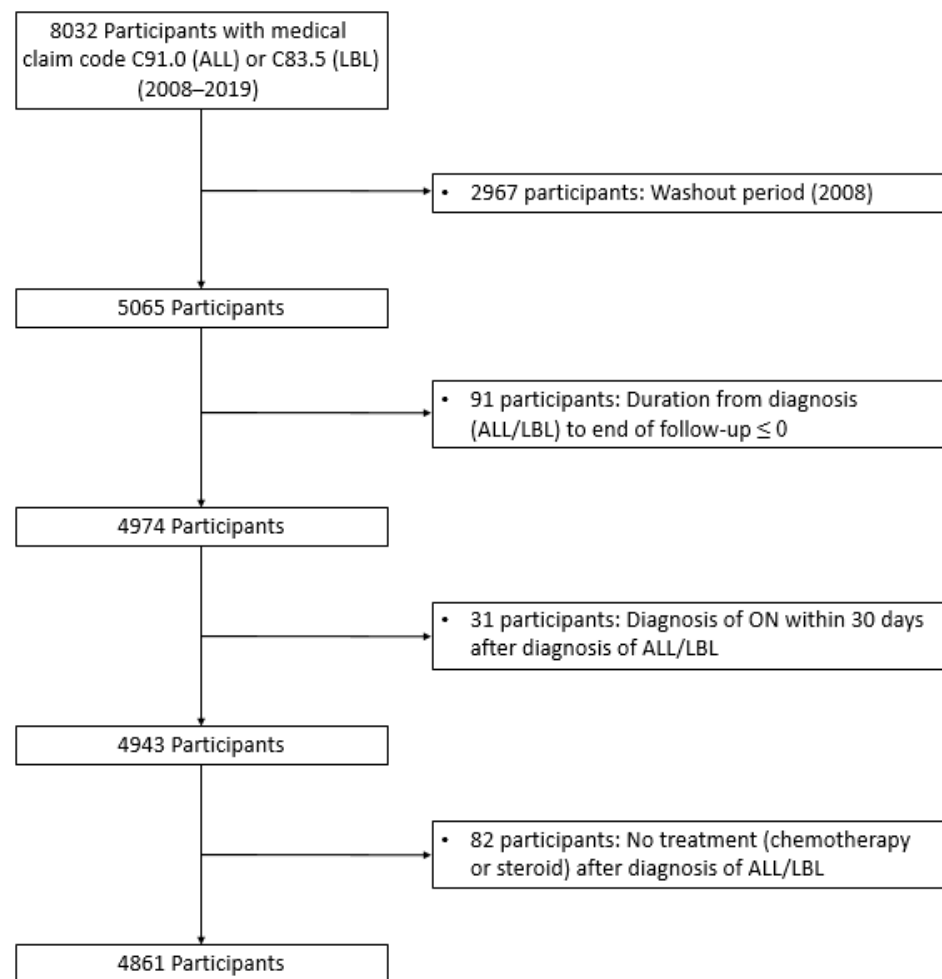 8032 Participants with medical
claim code C91.0 (ALL) or C83.5 (LBL)
(2008–2019)
• 2967 participants: Washout period (2008)
5065 Participants
• 91 participants: Duration from diagnosis
(ALL/LBL) to end of follow-up ≤ 0
4974 Participants
• 31 participants: Diagnosis of ON within 30 days
after diagnosis of ALL/LBL
4943 Participants
• 82 participants: No treatment (chemotherapy
or steroid) after diagnosis of ALL/LBL
4861 Participants